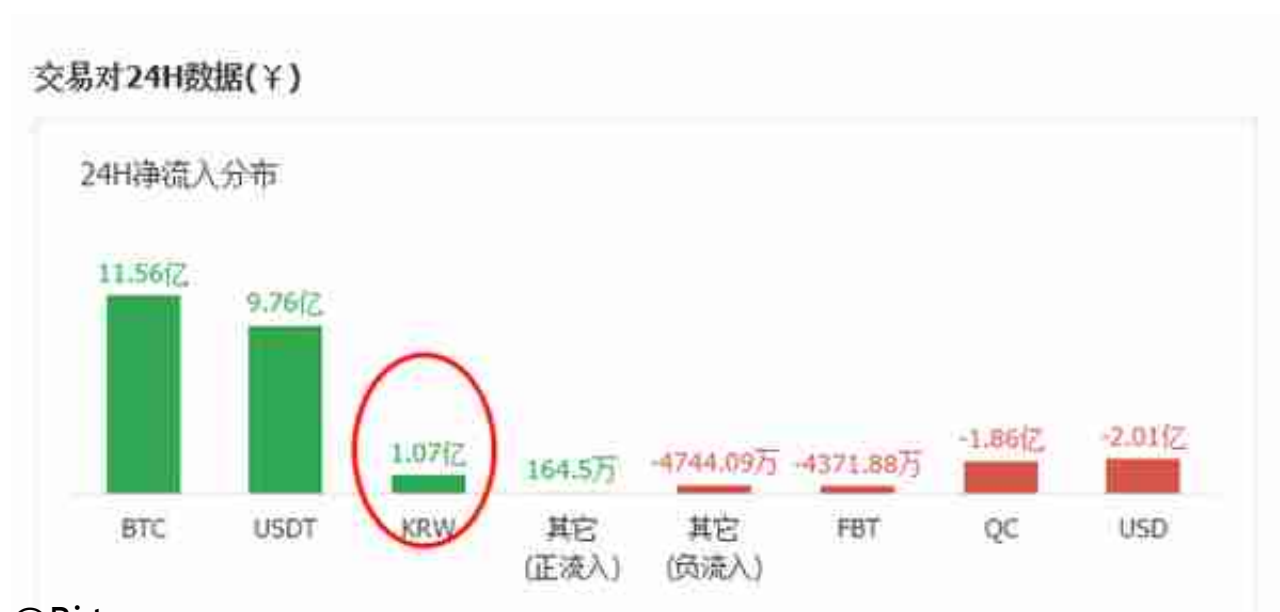 交易对24H数据(￥)
24H净流入分布
11.56亿
9.76亿
1.07亿
164.5万
-4744.09万
-4371.88万
-1.86亿
-2.01亿
BTC
USDT
KRW
其它
(正流入)
其它
(负流入)
FBT
QC
USD